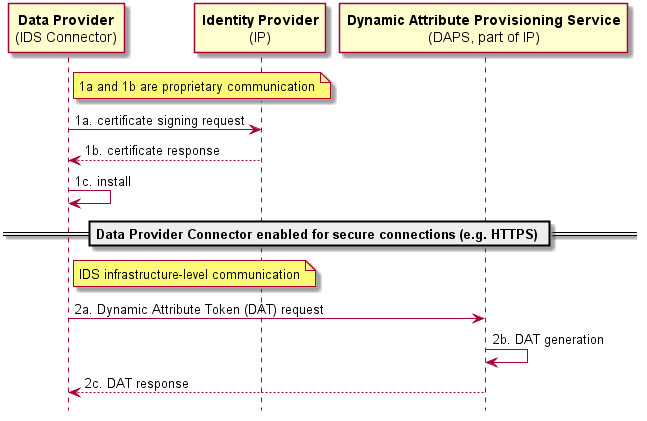 Data Provider
(IDS Connector)
Identity Provider
(IP)
Dynamic Attribute Provisioning Service
(DAPS, part of IP)
1a and 1b are proprietary communication
1a. certificate signing request
1b. certificate response
1c. install
Data Provider Connector enabled for secure connections (e.g. HTTPS)
IDS infrastructure-level communication
2a. Dynamic Attribute Token (DAT) request
2b. DAT generation
2c. DAT response